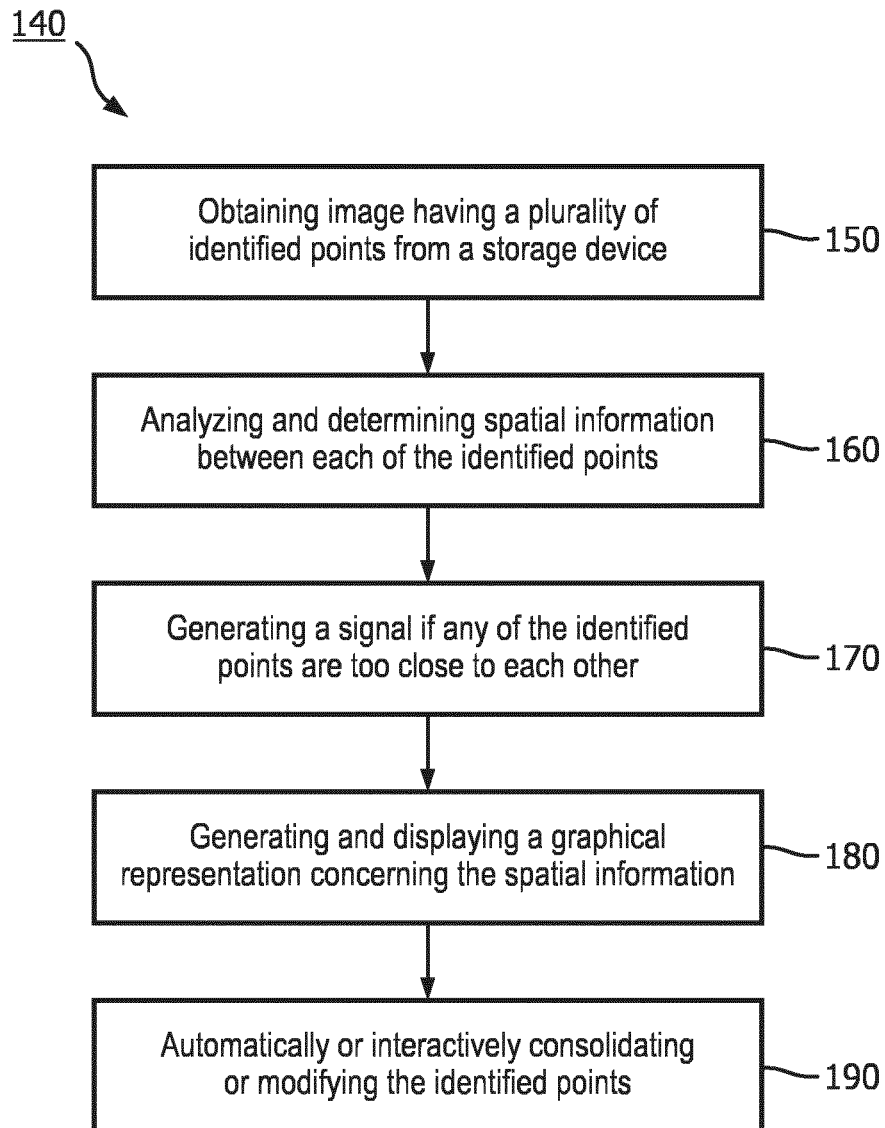 140
Obtaining image having a plurality of
identified points from a storage device
150
Analyzing and determining spatial information
between each of the identified points
160
Generating a signal if any of the identified
points are too close to each other
170
Generating and displaying a graphical
representation concerning the spatial information
180
Automatically or interactively consolidating
or modifying the identified points
190